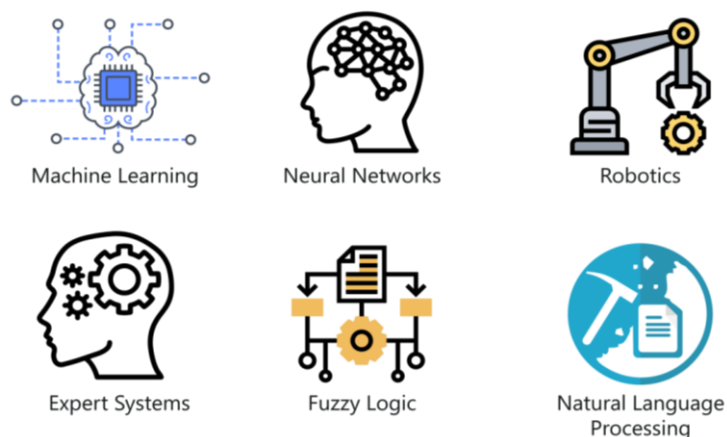 Machine Learning
Neural Networks
Robotics
Expert Systems
Fuzzy Logic
Natural Language
Processing